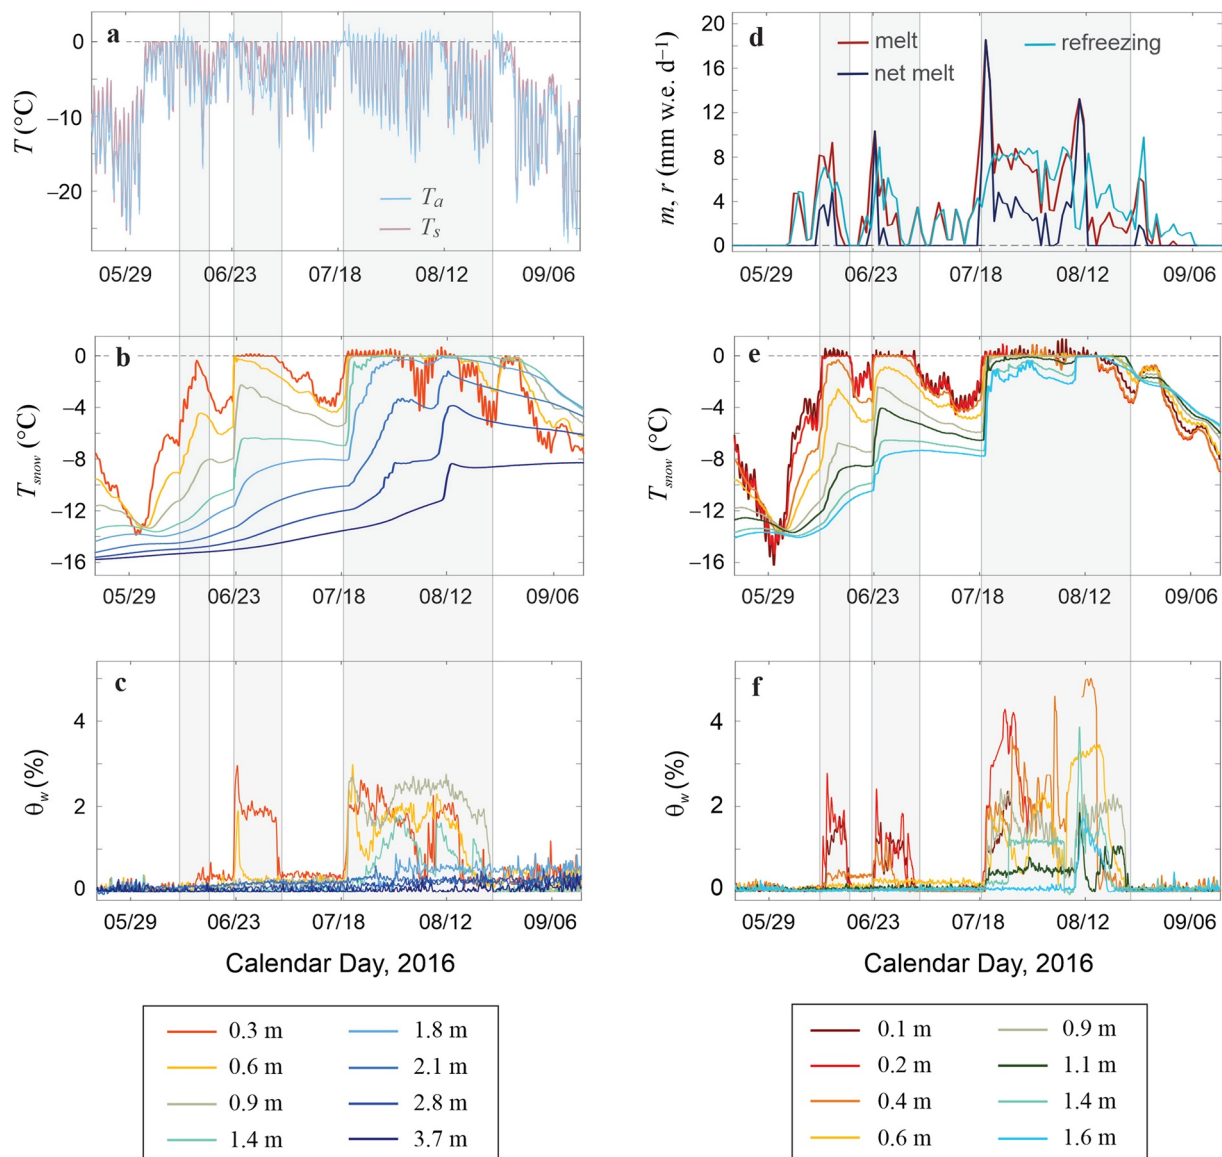 a
T (°C)
0
−10
−20
Tₐ
Tₛ
05/29 06/23 07/18 08/12 09/06
d
m, r (mm w.e. d⁻¹)
20
16
12
8
4
0
melt
net melt
refreezing
05/29 06/23 07/18 08/12 09/06
b
T_snow (°C)
0
−4
−8
−12
−16
05/29 06/23 07/18 08/12 09/06
e
T_snow (°C)
0
−4
−8
−12
−16
05/29 06/23 07/18 08/12 09/06
c
θ_w (%)
4
2
0
05/29 06/23 07/18 08/12 09/06
Calendar Day, 2016
f
θ_w (%)
4
2
0
05/29 06/23 07/18 08/12 09/06
Calendar Day, 2016
0.3 m 1.8 m
0.6 m 2.1 m
0.9 m 2.8 m
1.4 m 3.7 m
0.1 m 0.9 m
0.2 m 1.1 m
0.4 m 1.4 m
0.6 m 1.6 m